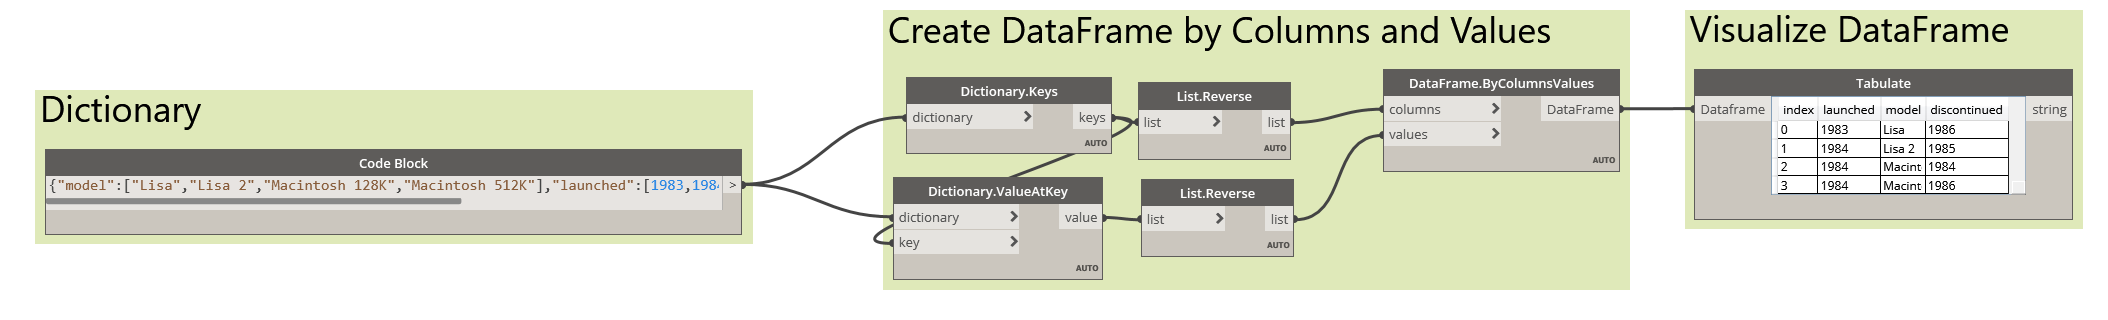 Dictionary
Code Block
{"model":["Lisa","Lisa 2","Macintosh 128K","Macintosh 512K"],"launched":[1983,198
>
Create DataFrame by Columns and Values
Dictionary.Keys
dictionary > keys
AUTO
List.Reverse
list > list
AUTO
Dictionary.ValueAtKey
dictionary > value
key >
AUTO
List.Reverse
list > list
AUTO
DataFrame.ByColumnsValues
columns > DataFrame
values >
AUTO
Visualize DataFrame
Tabulate
Dataframe string
index launched model discontinued
0 1983 Lisa 1986
1 1984 Lisa 2 1985
2 1984 Macint 1984
3 1984 Macint 1986